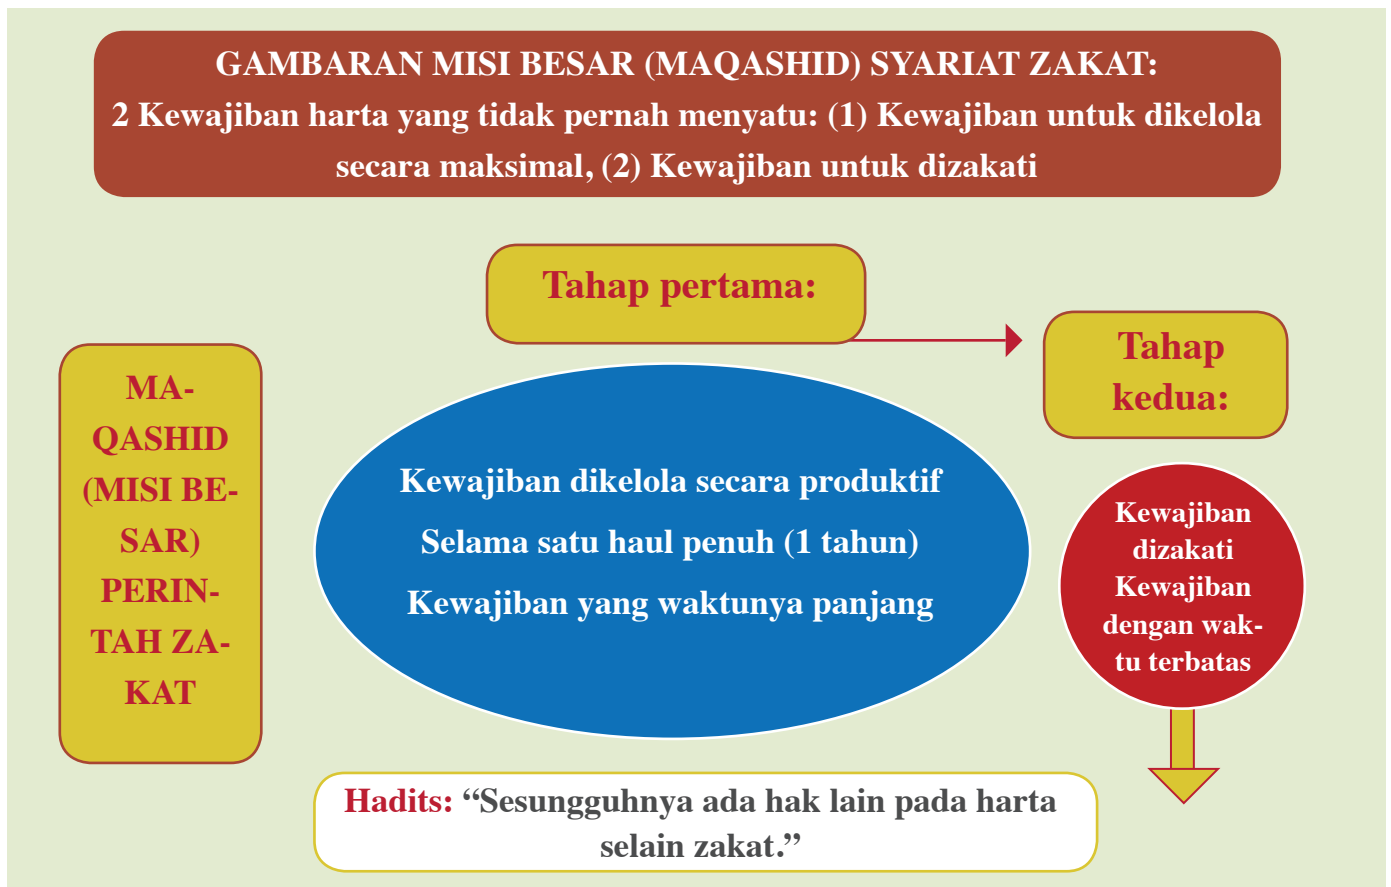 GAMBARAN MISI BESAR (MAQASHID) SYARIAT ZAKAT:
2 Kewajiban harta yang tidak pernah menyatu: (1) Kewajiban untuk dikelola
secara maksimal, (2) Kewajiban untuk dizakati
Tahap pertama:
Tahap
kedua:
MA-
QASHID
(MISI BE-
SAR)
PERIN-
TAH ZA-
KAT
Kewajiban dikelola secara produktif
Selama satu haul penuh (1 tahun)
Kewajiban yang waktunya panjang
Kewajiban
dizakati
Kewajiban
dengan wak-
tu terbatas
Hadits: “Sesungguhnya ada hak lain pada harta
selain zakat.”